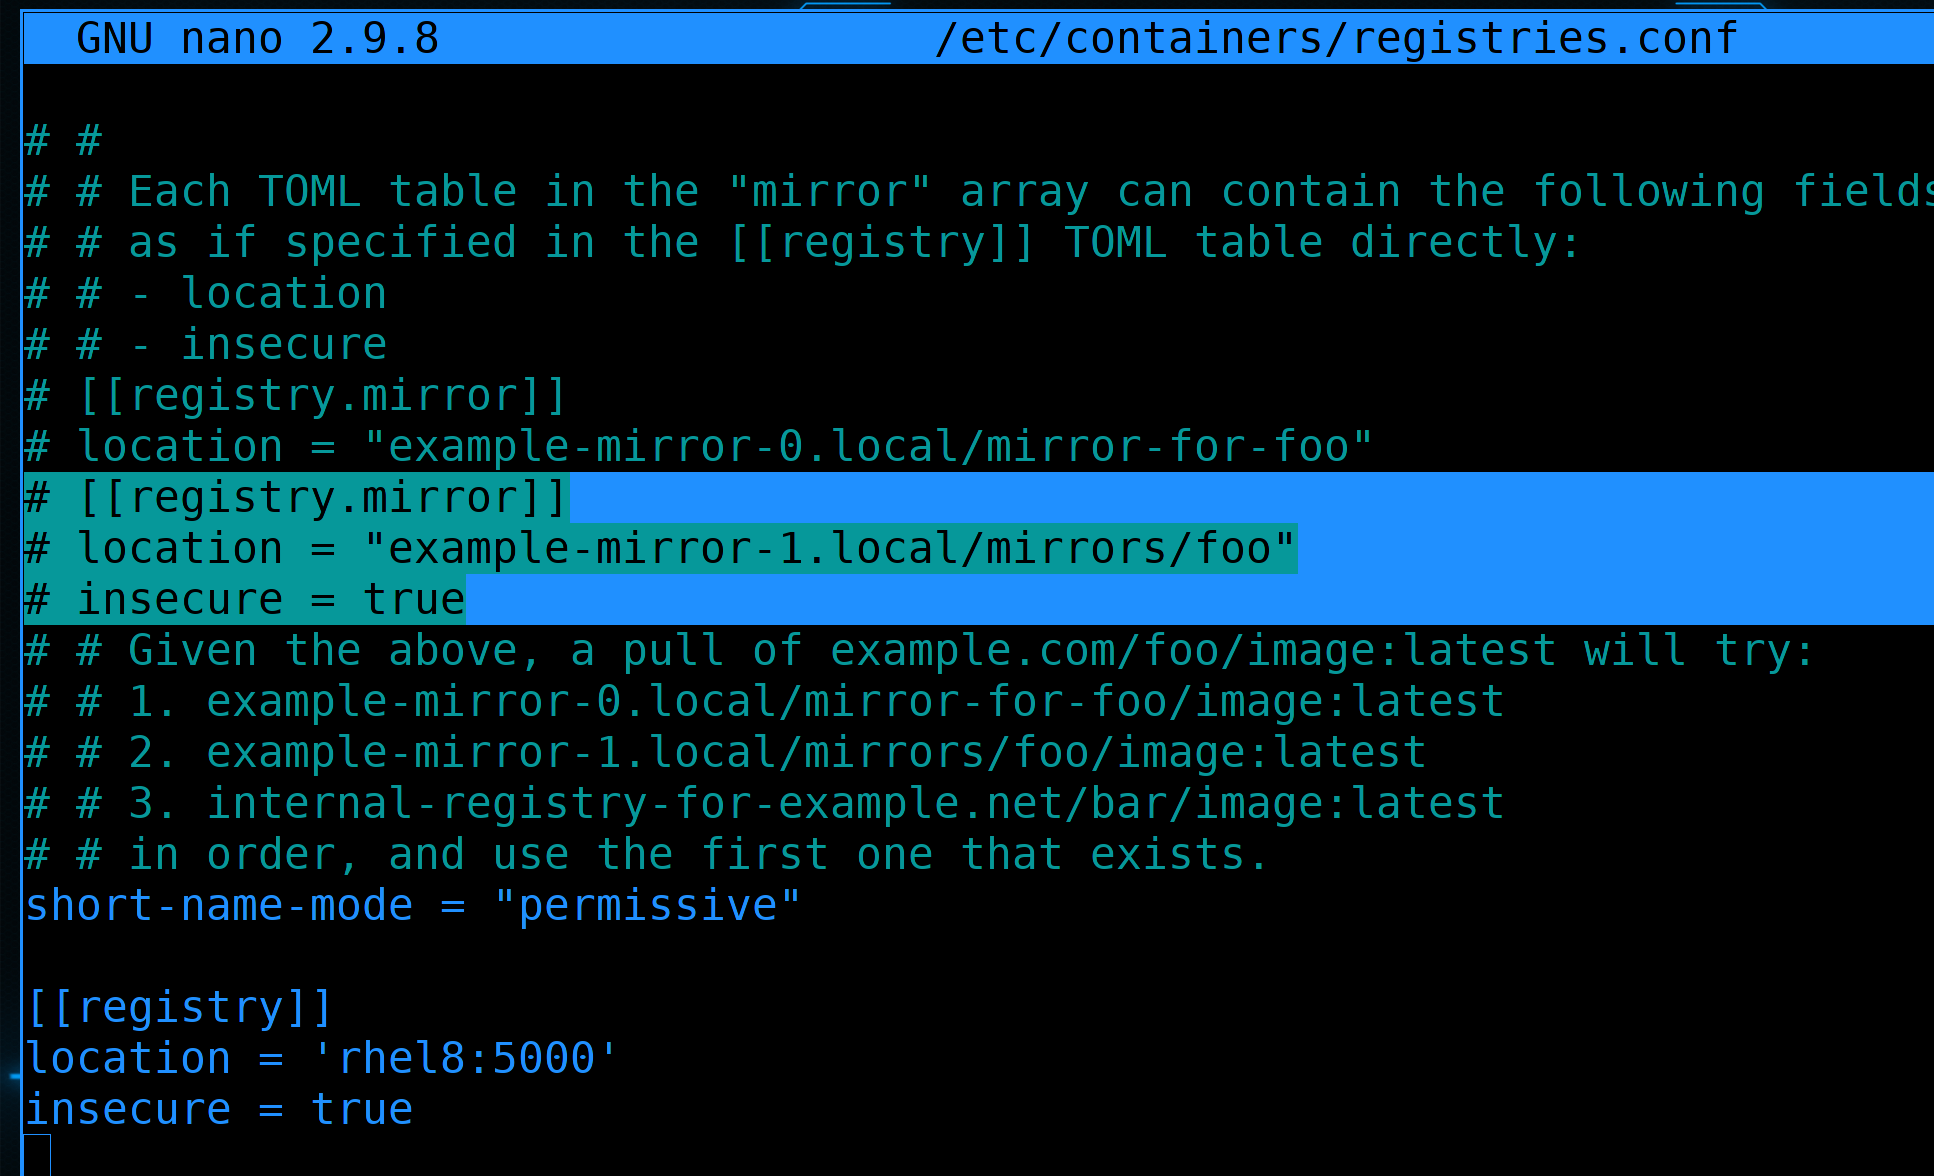 GNU nano 2.9.8 /etc/containers/registries.conf
# #
# # Each TOML table in the "mirror" array can contain the following fields
# # as if specified in the [[registry]] TOML table directly:
# # - location
# # - insecure
# [[registry.mirror]]
# location = "example-mirror-0.local/mirror-for-foo"
# [[registry.mirror]]
# location = "example-mirror-1.local/mirrors/foo"
# insecure = true
# # Given the above, a pull of example.com/foo/image:latest will try:
# # 1. example-mirror-0.local/mirror-for-foo/image:latest
# # 2. example-mirror-1.local/mirrors/foo/image:latest
# # 3. internal-registry-for-example.net/bar/image:latest
# # in order, and use the first one that exists.
short-name-mode = "permissive"
[[registry]]
location = 'rhel8:5000'
insecure = true